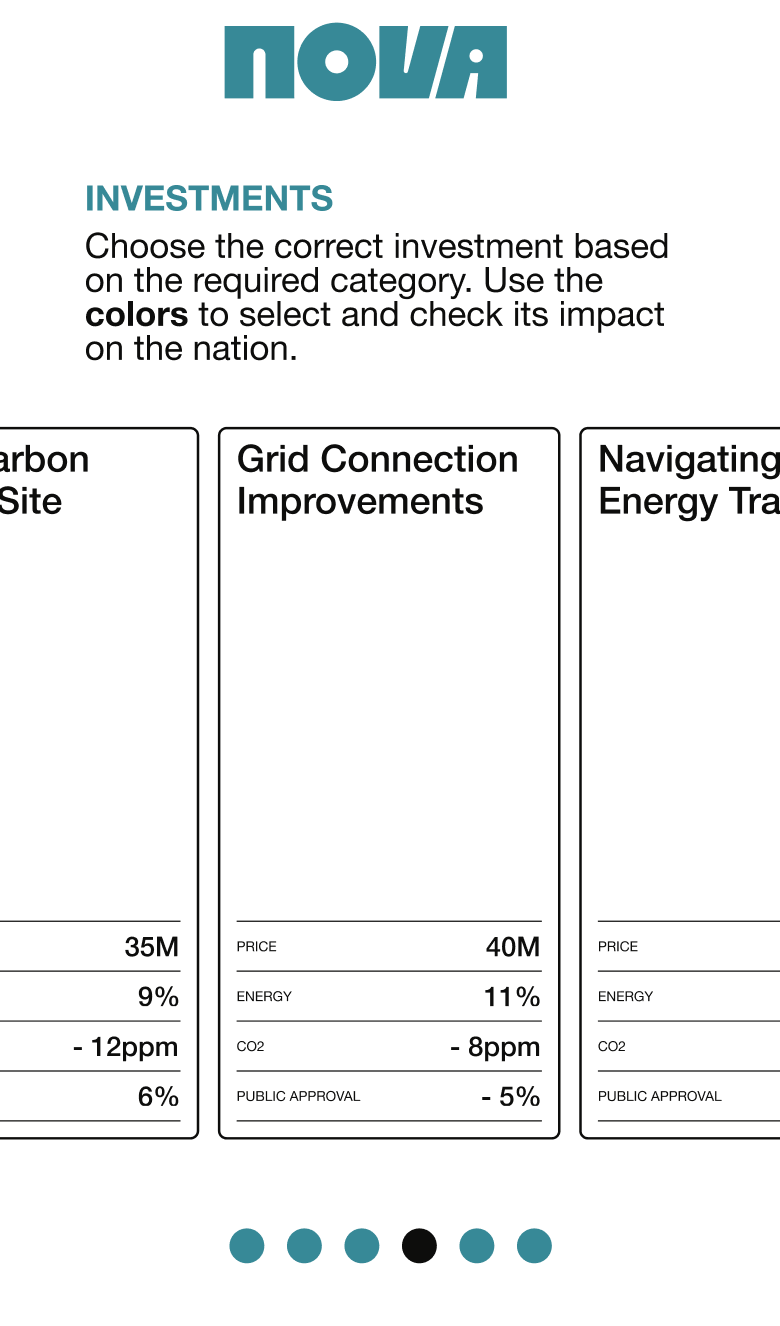 NOVA
INVESTMENTS
Choose the correct investment based
on the required category. Use the
colors to select and check its impact
on the nation.
arbon
Site
35M
9%
- 12ppm
6%
Grid Connection
Improvements
PRICE 40M
ENERGY 11%
CO2 - 8ppm
PUBLIC APPROVAL - 5%
Navigating
Energy Tra
PRICE
ENERGY
CO2
PUBLIC APPROVAL